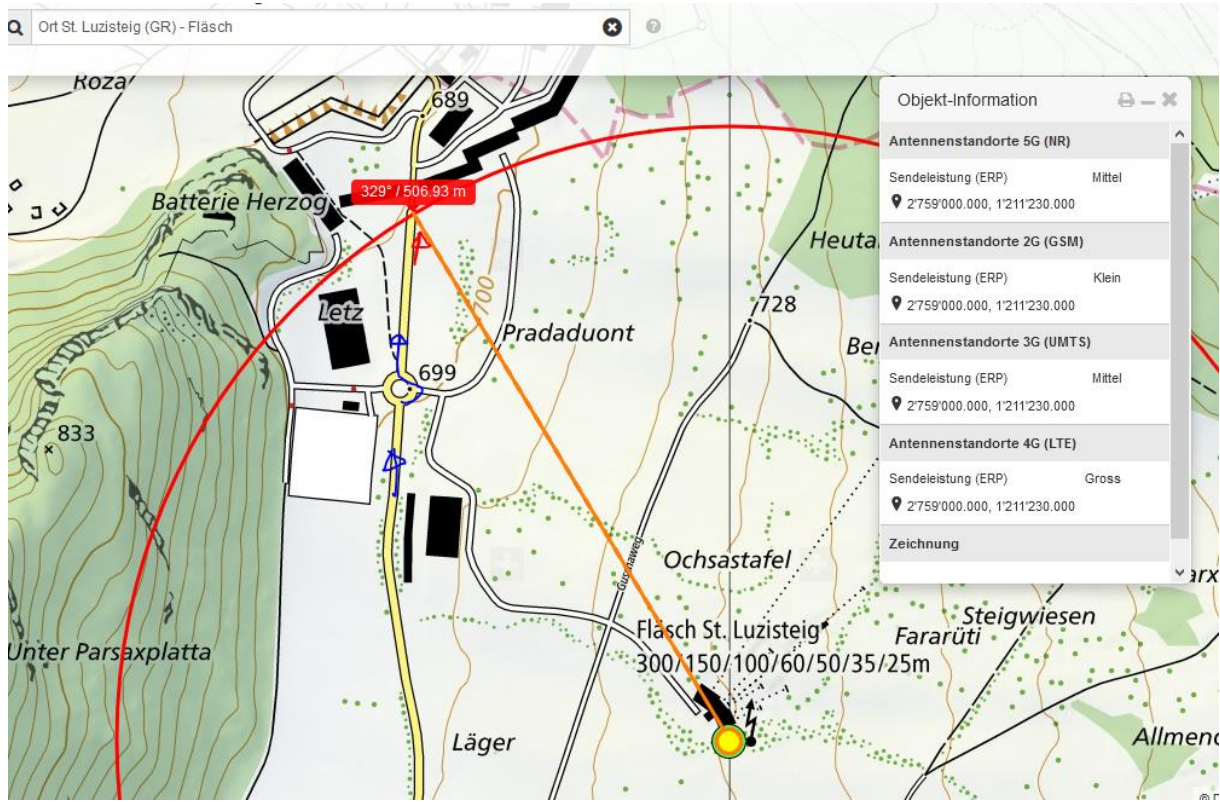 Ort St. Luzisteig (GR) - Fläsch
Roza
689
329° / 506.93 m
Batterie Herzog
Heuta
Letz
700
728
Pradaduont
Ber
699
833
Guschaweg
Ochsastafel
Steigwiesen
Unter Parsaxplatta
Fläsch St. Luzisteig
Fararüti
300/150/100/60/50/35/25m
Läger
Allmend
Objekt-Information
Antennenstandorte 5G (NR)
Sendeleistung (ERP) Mittel
2'759'000.000, 1'211'230.000
Antennenstandorte 2G (GSM)
Sendeleistung (ERP) Klein
2'759'000.000, 1'211'230.000
Antennenstandorte 3G (UMTS)
Sendeleistung (ERP) Mittel
2'759'000.000, 1'211'230.000
Antennenstandorte 4G (LTE)
Sendeleistung (ERP) Gross
2'759'000.000, 1'211'230.000
Zeichnung